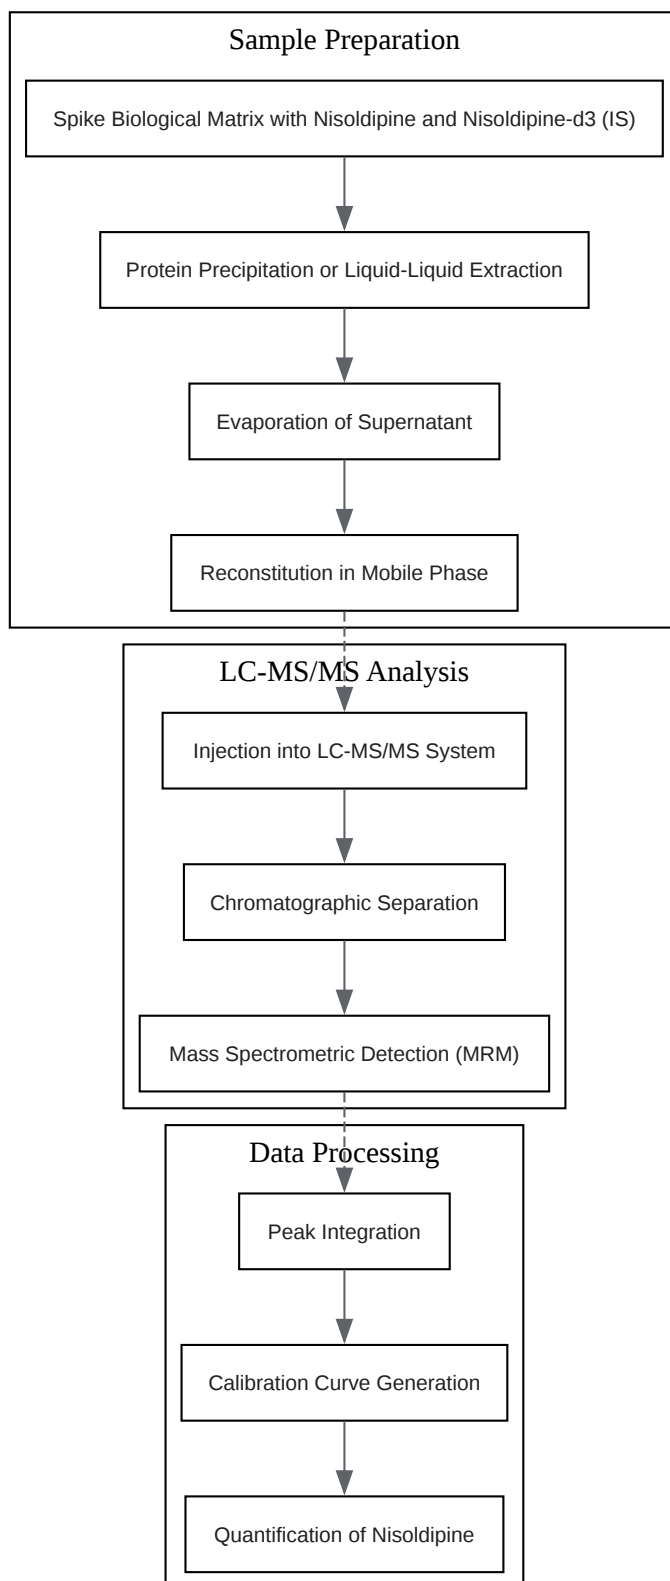 Sample Preparation
Spike Biological Matrix with Nisoldipine and Nisoldipine-d3 (IS)
Protein Precipitation or Liquid-Liquid Extraction
Evaporation of Supernatant
Reconstitution in Mobile Phase
LC-MS/MS Analysis
Injection into LC-MS/MS System
Chromatographic Separation
Mass Spectrometric Detection (MRM)
Data Processing
Peak Integration
Calibration Curve Generation
Quantification of Nisoldipine